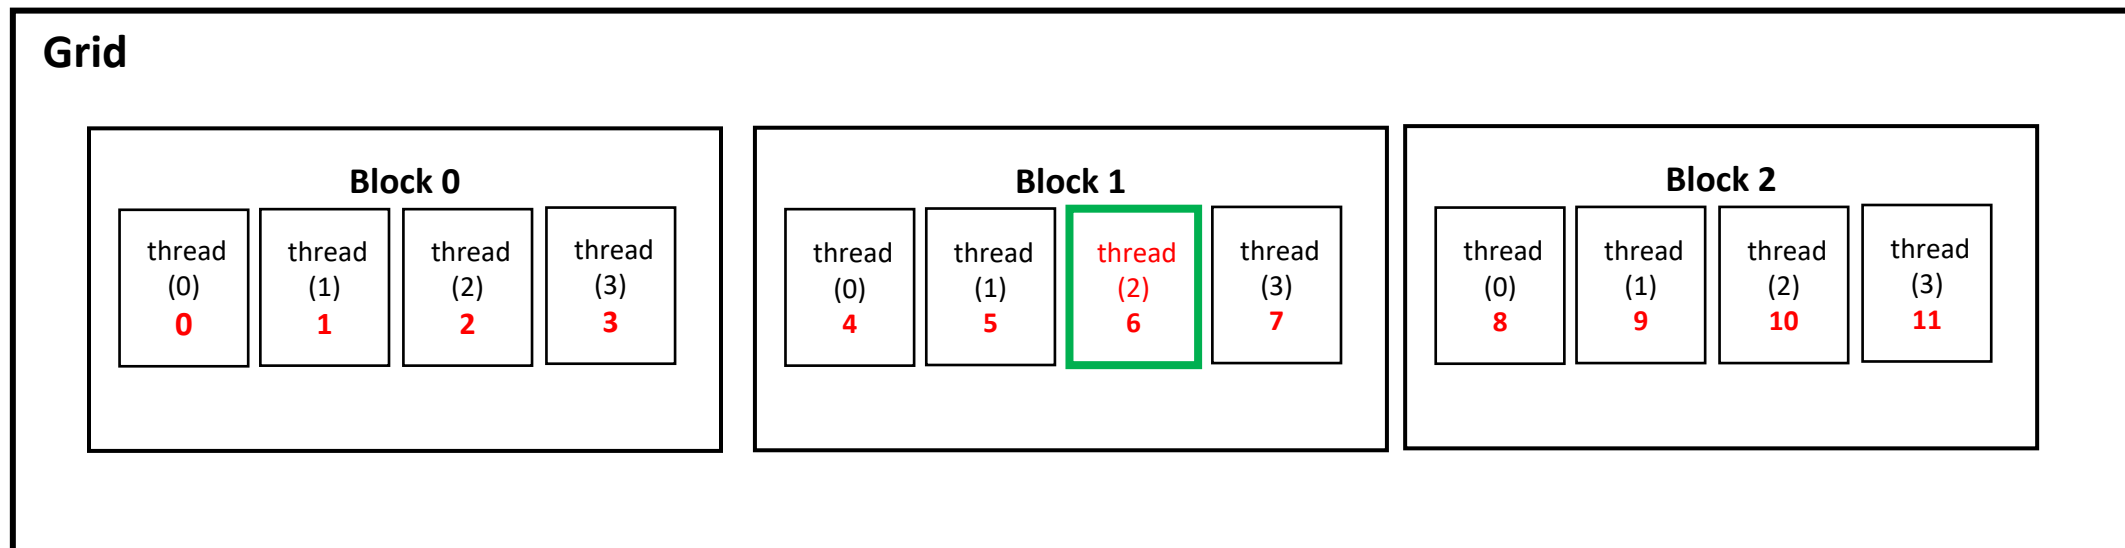 Grid
Block 0
thread
(0)
0
thread
(1)
1
thread
(2)
2
thread
(3)
3
Block 1
thread
(0)
4
thread
(1)
5
thread
(2)
6
thread
(3)
7
Block 2
thread
(0)
8
thread
(1)
9
thread
(2)
10
thread
(3)
11